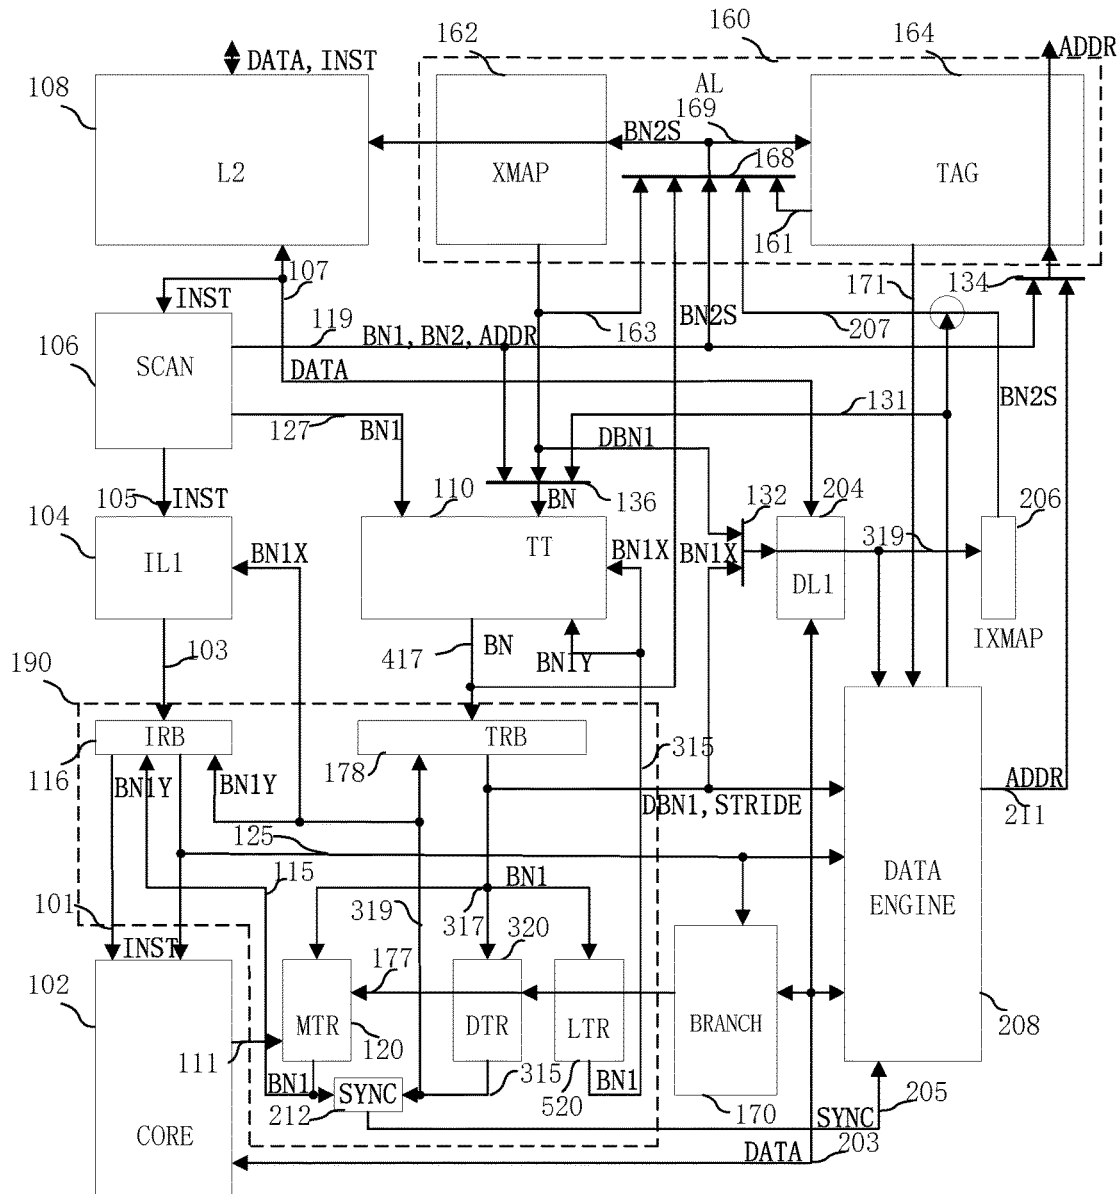 162
160
164
DATA, INST
ADDR
108
AL
169
BN2S
168
L2
XMAP
TAG
161
107
171
134
INST
119
163
BN2S
207
106
BN1, BN2, ADDR
SCAN
DATA
BN2S
127
BN1
131
DBN1
105
INST
110
BN
136
132
204
206
104
BN1X
TT
BN1X
BN1X
319
IL1
DL1
IXMAP
103
417
BN
BN1Y
190
IRB
TRB
315
116
BN1Y
BN1Y
178
ADDR
DBN1, STRIDE
211
125
115
DATA
ENGINE
101
319
BN1
317
320
INST
102
177
MTR
DTR
LTR
BRANCH
208
111
120
BN1
SYNC
315
BN1
205
212
520
170
SYNC
CORE
DATA
203